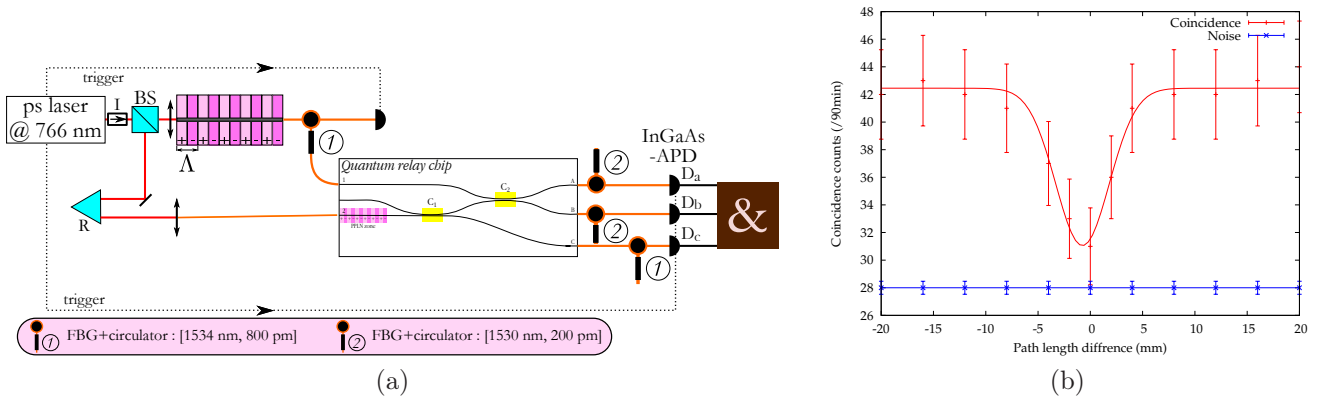 trigger
ps laser
@ 766 nm
I
BS
+ - + - + - + - + -
Λ
1
R
Quantum relay chip
1
2
PPLN zone
C1
C2
A
B
C
2
2
1
InGaAs
-APD
Da
Db
Dc
&
trigger
1 FBG+circulator : [1534 nm, 800 pm]
2 FBG+circulator : [1530 nm, 200 pm]
(a)
Coincidence
Noise
Coincidence counts (/90min)
48
46
44
42
40
38
36
34
32
30
28
26
-20 -15 -10 -5 0 5 10 15 20
Path length diffrence (mm)
(b)